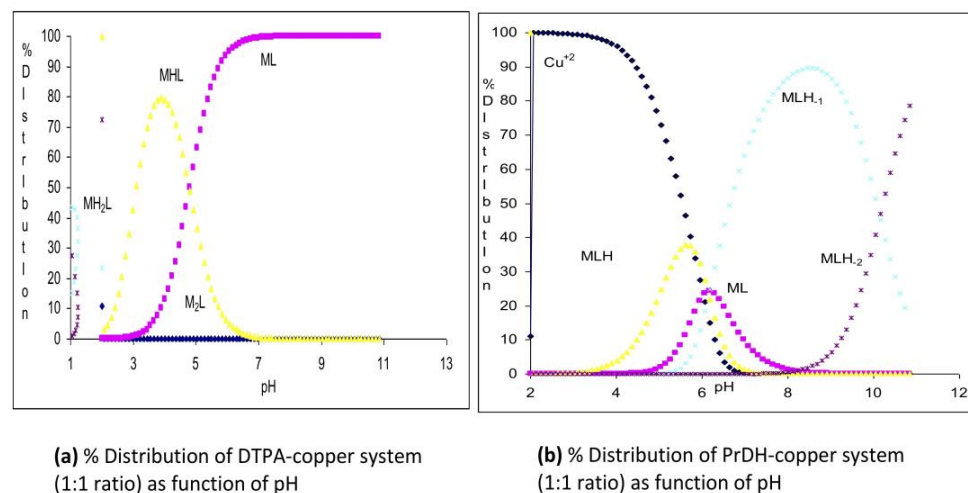 %
D
I
s
t
r
I
b
u
t
I
o
n
100
90
80
70
60
50
40
30
20
10
0
MHL
ML
MH₂L
M₂L
1 3 5 7 9 11 13
pH
%
D
I
s
t
r
I
b
u
t
l
o
n
100
90
80
70
60
50
40
30
20
10
0
Cu⁺²
MLH₋₁
MLH
ML
MLH₋₂
2 4 6 8 10 12
pH
(a) % Distribution of DTPA-copper system
(1:1 ratio) as function of pH
(b) % Distribution of PrDH-copper system
(1:1 ratio) as function of pH